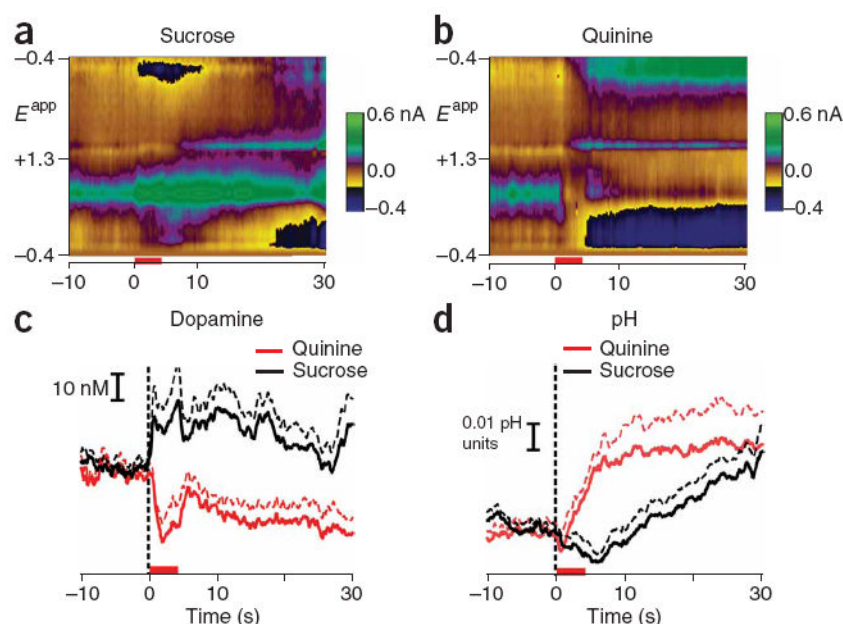 a
Sucrose
−0.4
E^app
+1.3
−0.4
0.6 nA
0.0
−0.4
−10 0 10 30
b
Quinine
−0.4
E^app
+1.3
−0.4
0.6 nA
0.0
−0.4
−10 0 10 30
c
Dopamine
Quinine
Sucrose
10 nM
−10 0 10 30
Time (s)
d
pH
Quinine
Sucrose
0.01 pH
units
−10 0 10 30
Time (s)